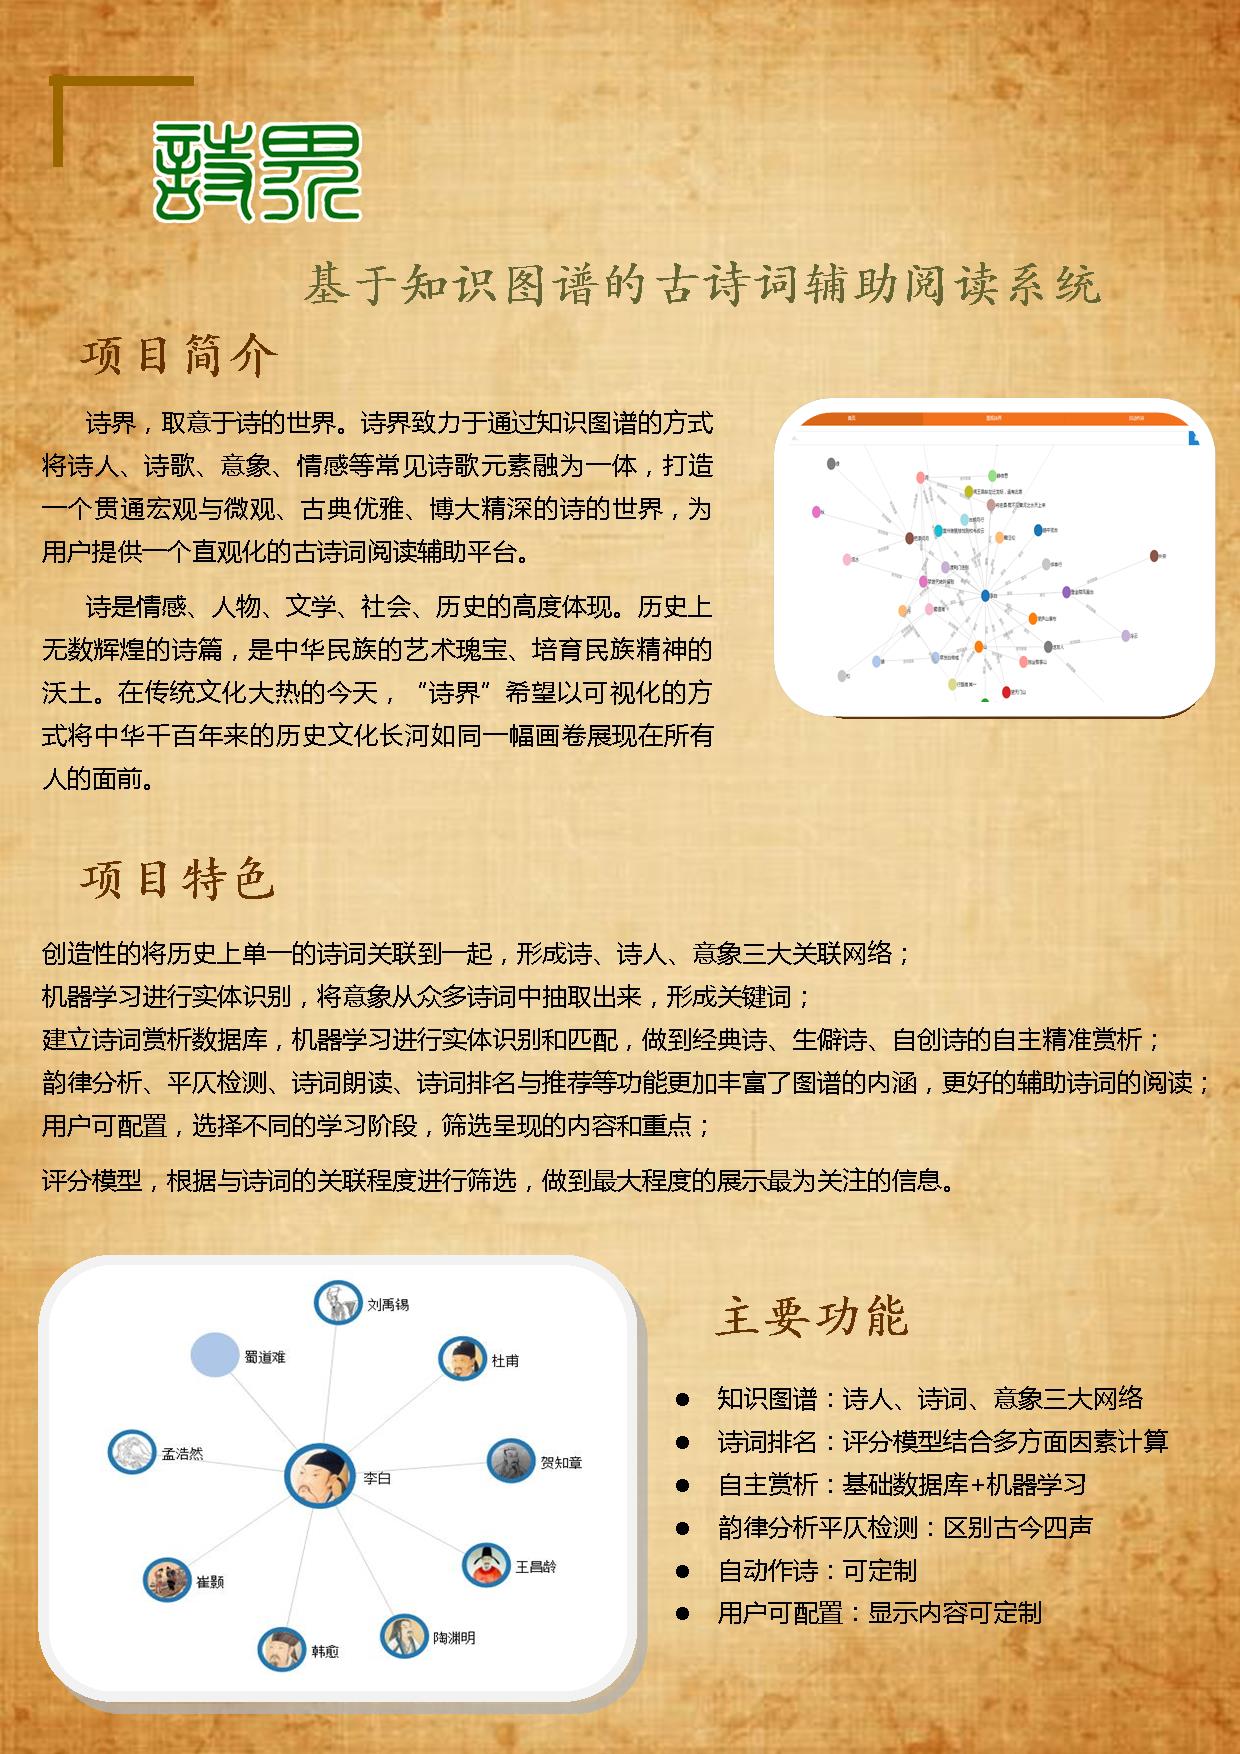 詩界
基于知识图谱的古诗词辅助阅读系统
项目简介
诗界，取意于诗的世界。诗界致力于通过知识图谱的方式
将诗人、诗歌、意象、情感等常见诗歌元素融为一体，打造
一个贯通宏观与微观、古典优雅、博大精深的诗的世界，为
用户提供一个直观化的古诗词阅读辅助平台。
诗是情感、人物、文学、社会、历史的高度体现。历史上
无数辉煌的诗篇，是中华民族的艺术瑰宝、培育民族精神的
沃土。在传统文化大热的今天，“诗界”希望以可视化的方
式将中华千百年来的历史文化长河如同一幅画卷展现在所有
人的面前。
项目特色
创造性的将历史上单一的诗词关联到一起，形成诗、诗人、意象三大关联网络；
机器学习进行实体识别，将意象从众多诗词中抽取出来，形成关键词；
建立诗词赏析数据库，机器学习进行实体识别和匹配，做到经典诗、生僻诗、自创诗的自主精准赏析；
韵律分析、平仄检测、诗词朗读、诗词排名与推荐等功能更加丰富了图谱的内涵，更好的辅助诗词的阅读；
用户可配置，选择不同的学习阶段，筛选呈现的内容和重点；
评分模型，根据与诗词的关联程度进行筛选，做到最大程度的展示最为关注的信息。
刘禹锡
蜀道难
杜甫
孟浩然
贺知章
李白
王昌龄
崔颢
陶渊明
韩愈
主要功能
● 知识图谱：诗人、诗词、意象三大网络
● 诗词排名：评分模型结合多方面因素计算
● 自主赏析：基础数据库+机器学习
● 韵律分析平仄检测：区别古今四声
● 自动作诗：可定制
● 用户可配置：显示内容可定制